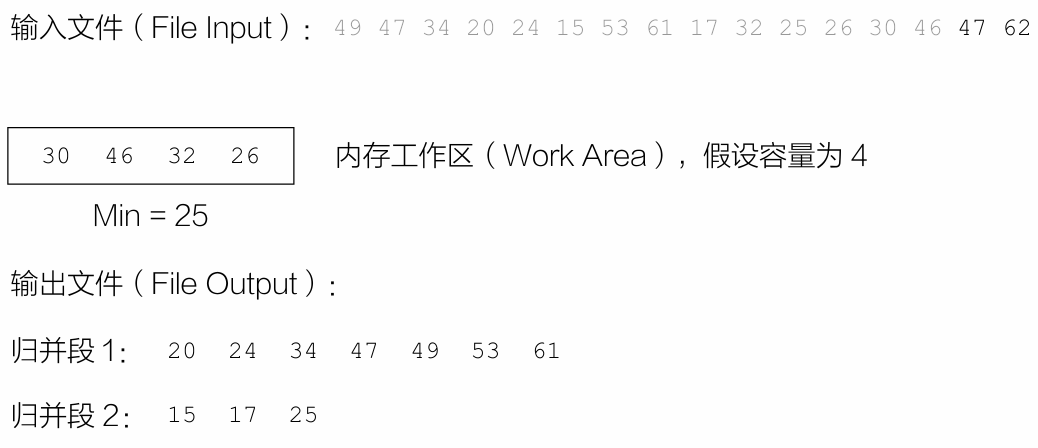 输入文件（File Input）： 49 47 34 20 24 15 53 61 17 32 25 26 30 46 47 62
30 46 32 26 内存工作区（Work Area），假设容量为 4
Min = 25
输出文件（File Output）：
归并段 1： 20 24 34 47 49 53 61
归并段 2： 15 17 25